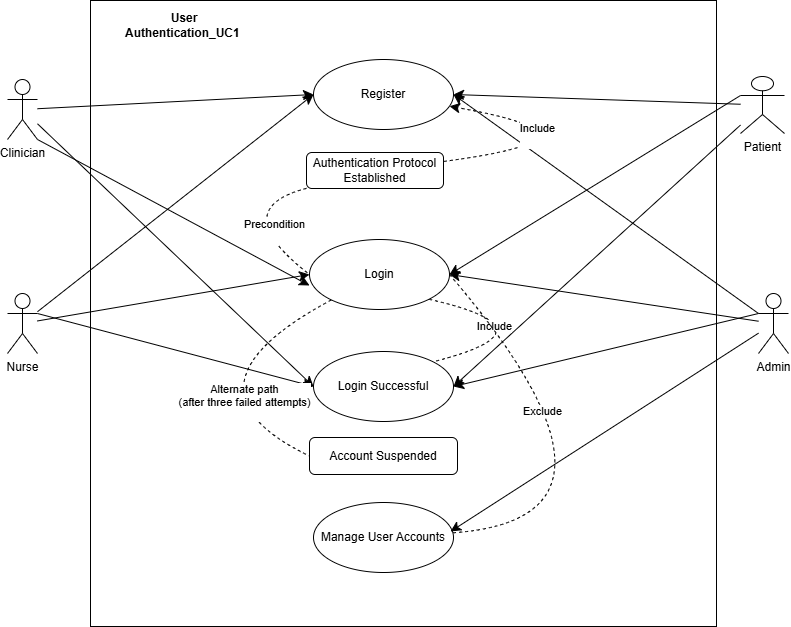 User
Authentication_UC1
Register
Include
Clinician
Patient
Authentication Protocol
Established
Precondition
Login
Include
Nurse
Admin
Login Successful
Alternate path
(after three failed attempts)
Exclude
Account Suspended
Manage User Accounts